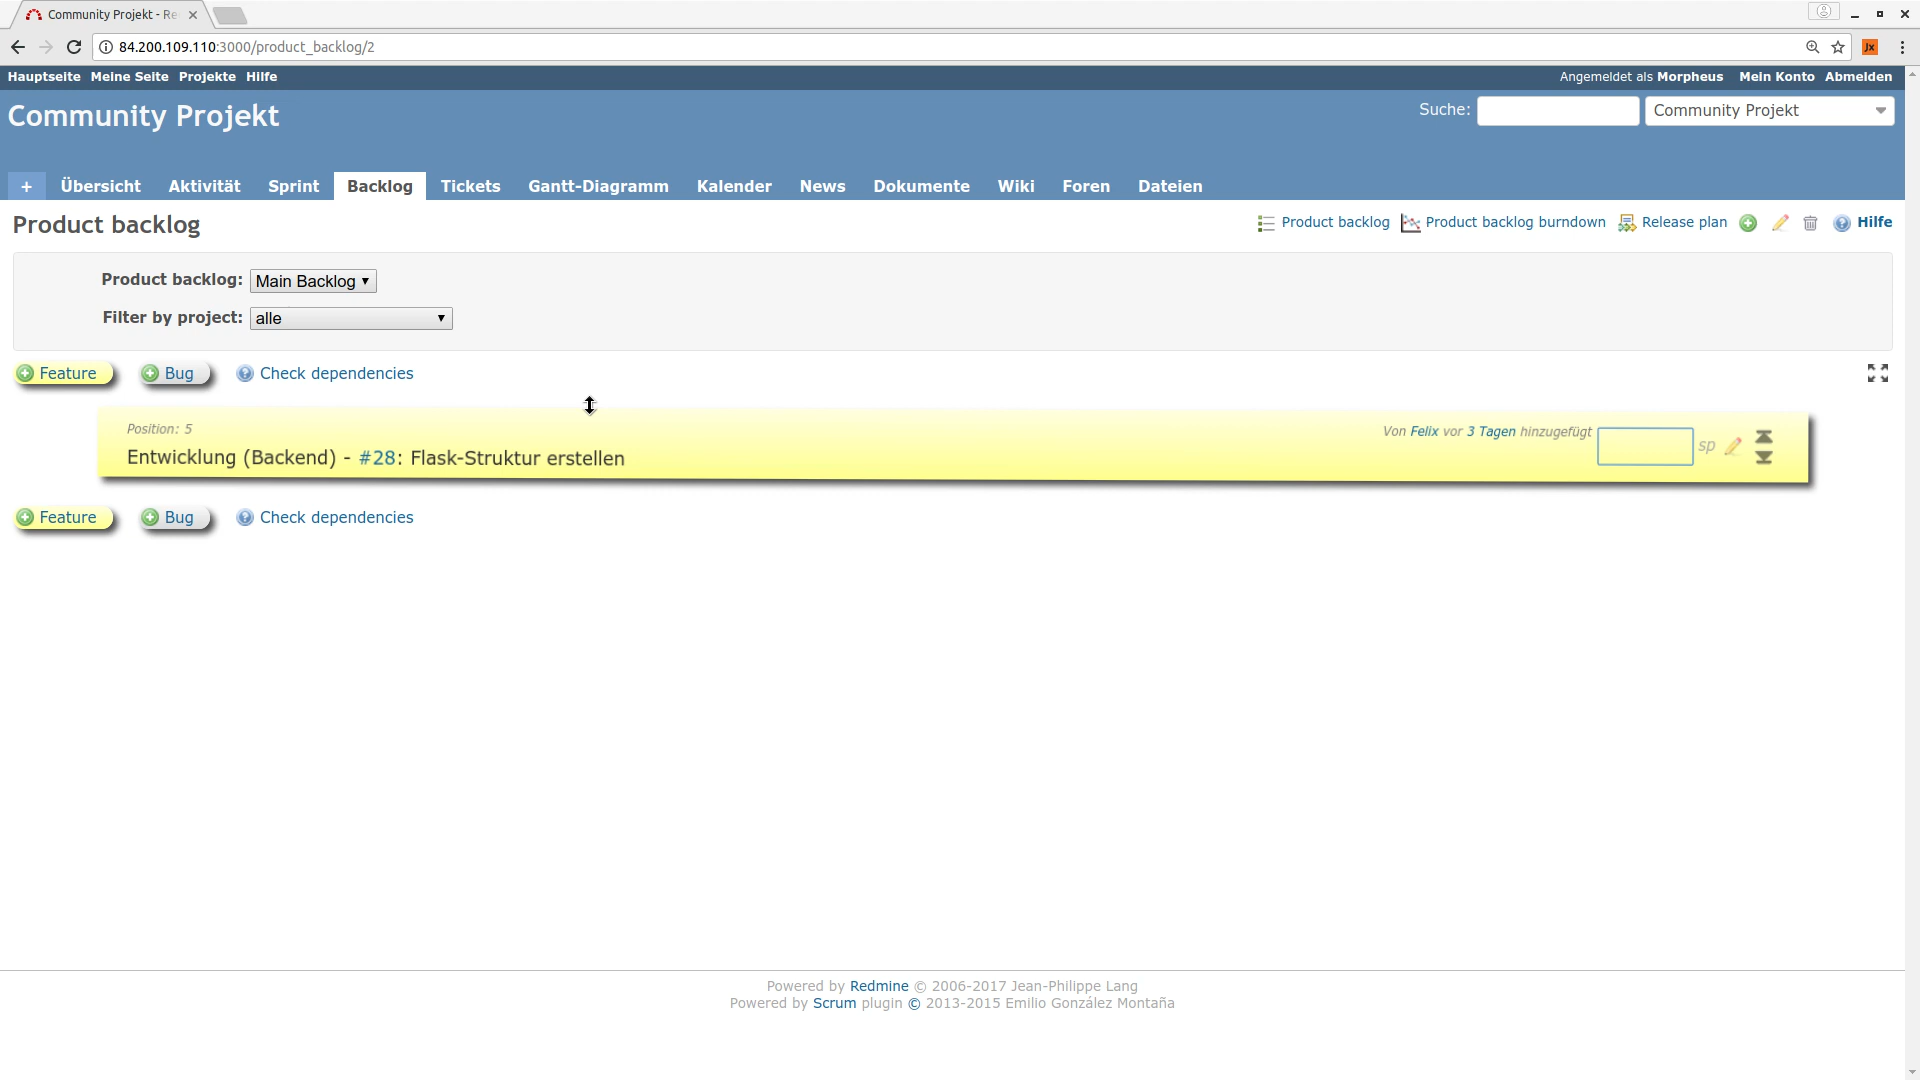 Community Projekt - Re
84.200.109.110:3000/product_backlog/2
Jx
Hauptseite Meine Seite Projekte Hilfe
Angemeldet als Morpheus Mein Konto Abmelden
Community Projekt
Suche:
Community Projekt
+ Übersicht Aktivität Sprint Backlog Tickets Gantt-Diagramm Kalender News Dokumente Wiki Foren Dateien
Product backlog
Product backlog Product backlog burndown Release plan Hilfe
Product backlog: Main Backlog
Filter by project: alle
Feature Bug Check dependencies
Position: 5
Von Felix vor 3 Tagen hinzugefügt
sp
Entwicklung (Backend) - #28: Flask-Struktur erstellen
Feature Bug Check dependencies
Powered by Redmine © 2006-2017 Jean-Philippe Lang
Powered by Scrum plugin © 2013-2015 Emilio González Montaña